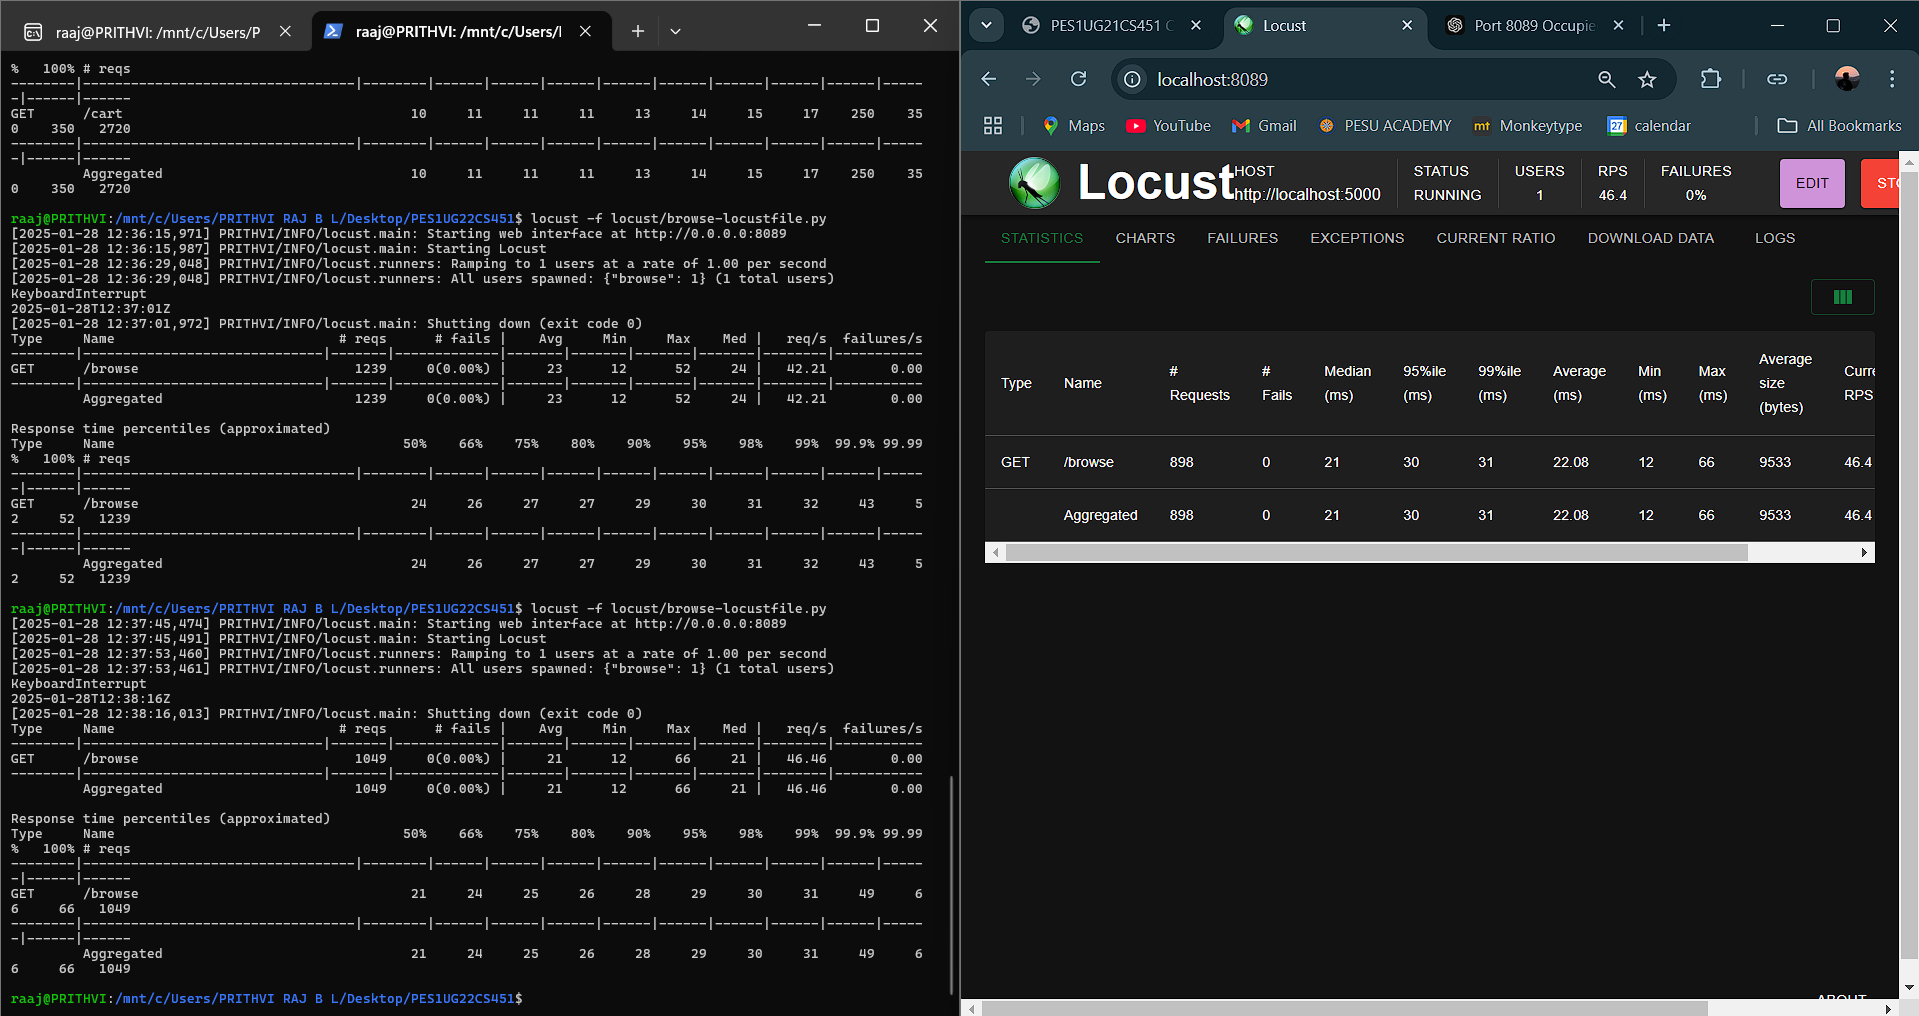 raaj@PRITHVI: /mnt/c/Users/P
raaj@PRITHVI: /mnt/c/Users/I
%   100% # reqs
--------|----------------------------------|--------|------|------|------|------|------|------|------|------|-----
-|------|------
GET      /cart                                    10     11     11     11     13     14     15     17    250    35
0    350   2720
--------|----------------------------------|--------|------|------|------|------|------|------|------|------|-----
-|------|------
         Aggregated                               10     11     11     11     13     14     15     17    250    35
0    350   2720
raaj@PRITHVI:/mnt/c/Users/PRITHVI RAJ B L/Desktop/PES1UG22CS451$ locust -f locust/browse-locustfile.py
[2025-01-28 12:36:15,971] PRITHVI/INFO/locust.main: Starting web interface at http://0.0.0.0:8089
[2025-01-28 12:36:15,987] PRITHVI/INFO/locust.main: Starting Locust
[2025-01-28 12:36:29,048] PRITHVI/INFO/locust.runners: Ramping to 1 users at a rate of 1.00 per second
[2025-01-28 12:36:29,048] PRITHVI/INFO/locust.runners: All users spawned: {"browse": 1} (1 total users)
KeyboardInterrupt
2025-01-28T12:37:01Z
[2025-01-28 12:37:01,972] PRITHVI/INFO/locust.main: Shutting down (exit code 0)
Type     Name                            # reqs      # fails |    Avg     Min     Max    Med |   req/s  failures/s
--------|------------------------------|-------|-------------|-------|-------|-------|-------|--------|-----------
GET      /browse                           1239     0(0.00%) |     23      12      52     24 |   42.21        0.00
--------|------------------------------|-------|-------------|-------|-------|-------|-------|--------|-----------
         Aggregated                        1239     0(0.00%) |     23      12      52     24 |   42.21        0.00
Response time percentiles (approximated)
Type     Name                                    50%    66%    75%    80%    90%    95%    98%    99%  99.9% 99.99
%   100% # reqs
--------|----------------------------------|--------|------|------|------|------|------|------|------|------|-----
-|------|------
GET      /browse                                  24     26     27     27     29     30     31     32     43     5
2     52   1239
--------|----------------------------------|--------|------|------|------|------|------|------|------|------|-----
-|------|------
         Aggregated                               24     26     27     27     29     30     31     32     43     5
2     52   1239
raaj@PRITHVI:/mnt/c/Users/PRITHVI RAJ B L/Desktop/PES1UG22CS451$ locust -f locust/browse-locustfile.py
[2025-01-28 12:37:45,474] PRITHVI/INFO/locust.main: Starting web interface at http://0.0.0.0:8089
[2025-01-28 12:37:45,491] PRITHVI/INFO/locust.main: Starting Locust
[2025-01-28 12:37:53,460] PRITHVI/INFO/locust.runners: Ramping to 1 users at a rate of 1.00 per second
[2025-01-28 12:37:53,461] PRITHVI/INFO/locust.runners: All users spawned: {"browse": 1} (1 total users)
KeyboardInterrupt
2025-01-28T12:38:16Z
[2025-01-28 12:38:16,013] PRITHVI/INFO/locust.main: Shutting down (exit code 0)
Type     Name                            # reqs      # fails |    Avg     Min     Max    Med |   req/s  failures/s
--------|------------------------------|-------|-------------|-------|-------|-------|-------|--------|-----------
GET      /browse                           1049     0(0.00%) |     21      12      66     21 |   46.46        0.00
--------|------------------------------|-------|-------------|-------|-------|-------|-------|--------|-----------
         Aggregated                        1049     0(0.00%) |     21      12      66     21 |   46.46        0.00
Response time percentiles (approximated)
Type     Name                                    50%    66%    75%    80%    90%    95%    98%    99%  99.9% 99.99
%   100% # reqs
--------|----------------------------------|--------|------|------|------|------|------|------|------|------|-----
-|------|------
GET      /browse                                  21     24     25     26     28     29     30     31     49     6
6     66   1049
--------|----------------------------------|--------|------|------|------|------|------|------|------|------|-----
-|------|------
         Aggregated                               21     24     25     26     28     29     30     31     49     6
6     66   1049
raaj@PRITHVI:/mnt/c/Users/PRITHVI RAJ B L/Desktop/PES1UG22CS451$
PES1UG21CS451 C
Locust
Port 8089 Occupie
localhost:8089
Maps YouTube Gmail PESU ACADEMY mt Monkeytype 27 calendar All Bookmarks
Locust
HOST STATUS USERS RPS FAILURES
http://localhost:5000 RUNNING 1 46.4 0%
EDIT STO
STATISTICS CHARTS FAILURES EXCEPTIONS CURRENT RATIO DOWNLOAD DATA LOGS
Type Name # Requests # Fails Median (ms) 95%ile (ms) 99%ile (ms) Average (ms) Min (ms) Max (ms) Average size (bytes) Curre RPS
GET /browse 898 0 21 30 31 22.08 12 66 9533 46.4
Aggregated 898 0 21 30 31 22.08 12 66 9533 46.4
ABOUT